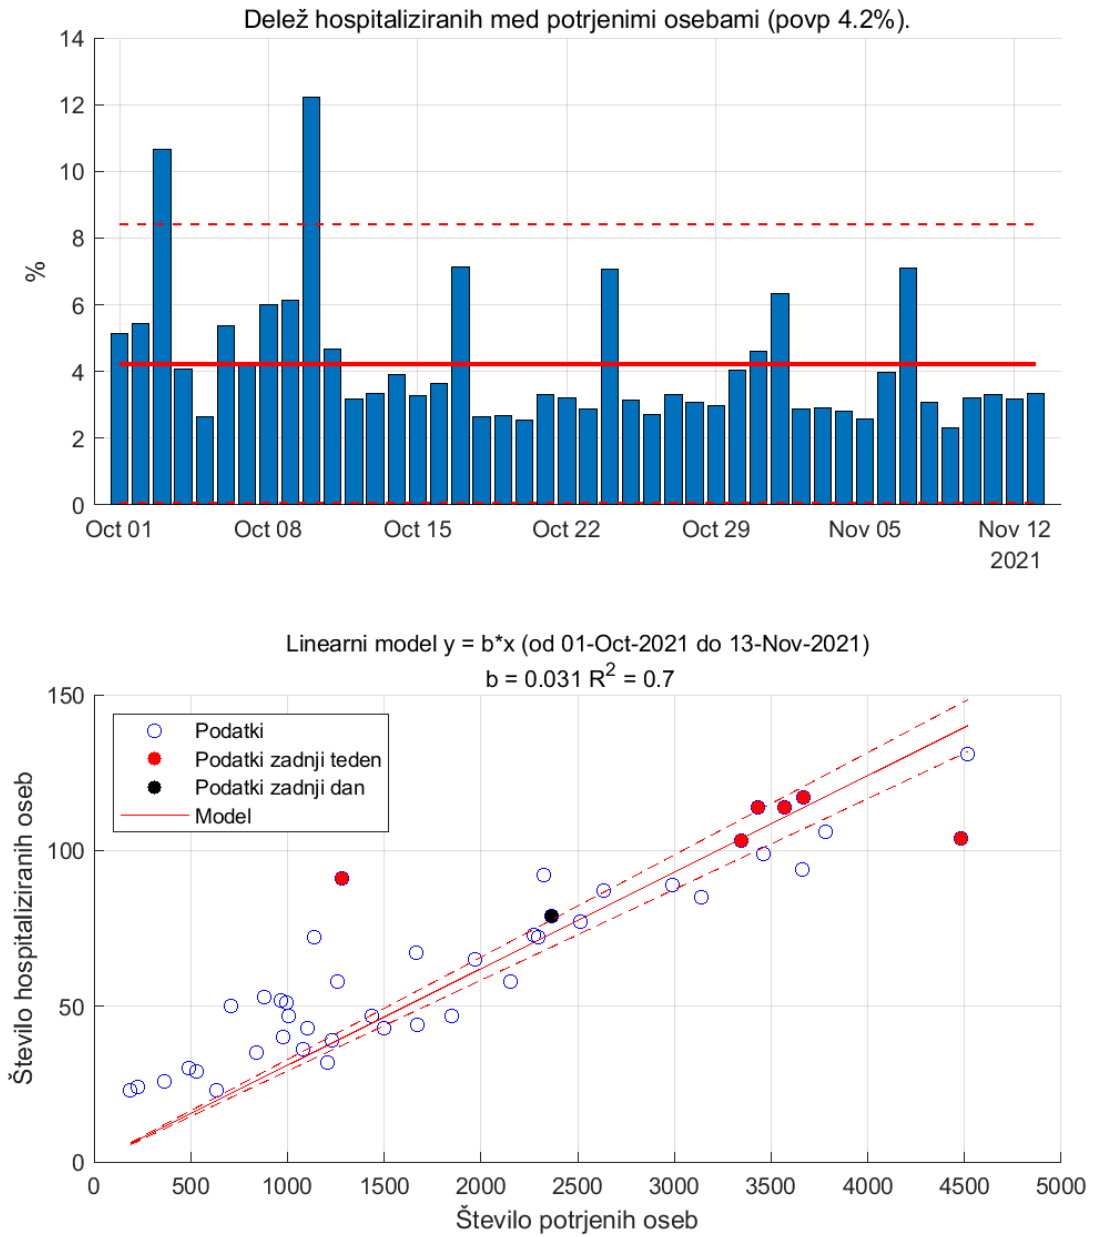 Delež hospitaliziranih med potrjenimi osebami (povp 4.2%).
14
12
10
8
6
4
2
0
%
Oct 01 Oct 08 Oct 15 Oct 22 Oct 29 Nov 05 Nov 12
2021
Linearni model y = b*x (od 01-Oct-2021 do 13-Nov-2021)
b = 0.031 R² = 0.7
150
100
50
0
Število hospitaliziranih oseb
Podatki
Podatki zadnji teden
Podatki zadnji dan
Model
0 500 1000 1500 2000 2500 3000 3500 4000 4500 5000
Število potrjenih oseb